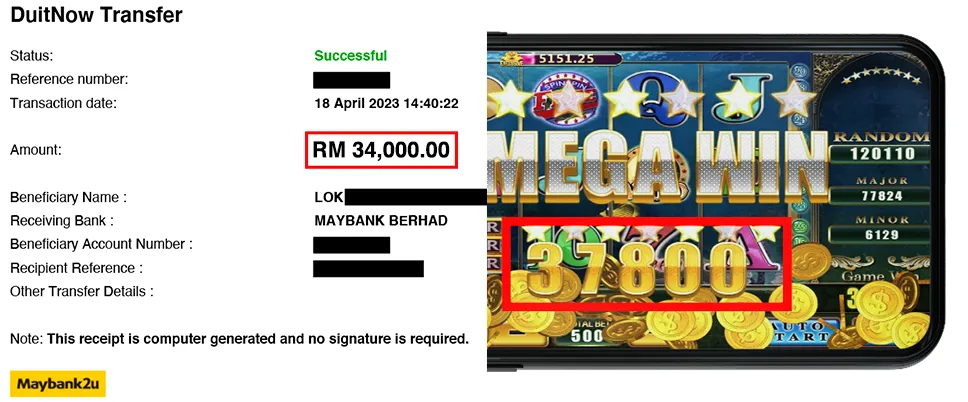 DuitNow Transfer
Status: Successful
Reference number:
Transaction date: 18 April 2023 14:40:22
Amount: RM 34,000.00
Beneficiary Name : LOK
Receiving Bank : MAYBANK BERHAD
Beneficiary Account Number :
Recipient Reference :
Other Transfer Details :
Note: This receipt is computer generated and no signature is required.
Maybank2u
5151.25
Q J
MEGA WIN
37800
A
RANDOM
120110
MAJOR
77824
MINOR
6129
Game
500
AUTO
START